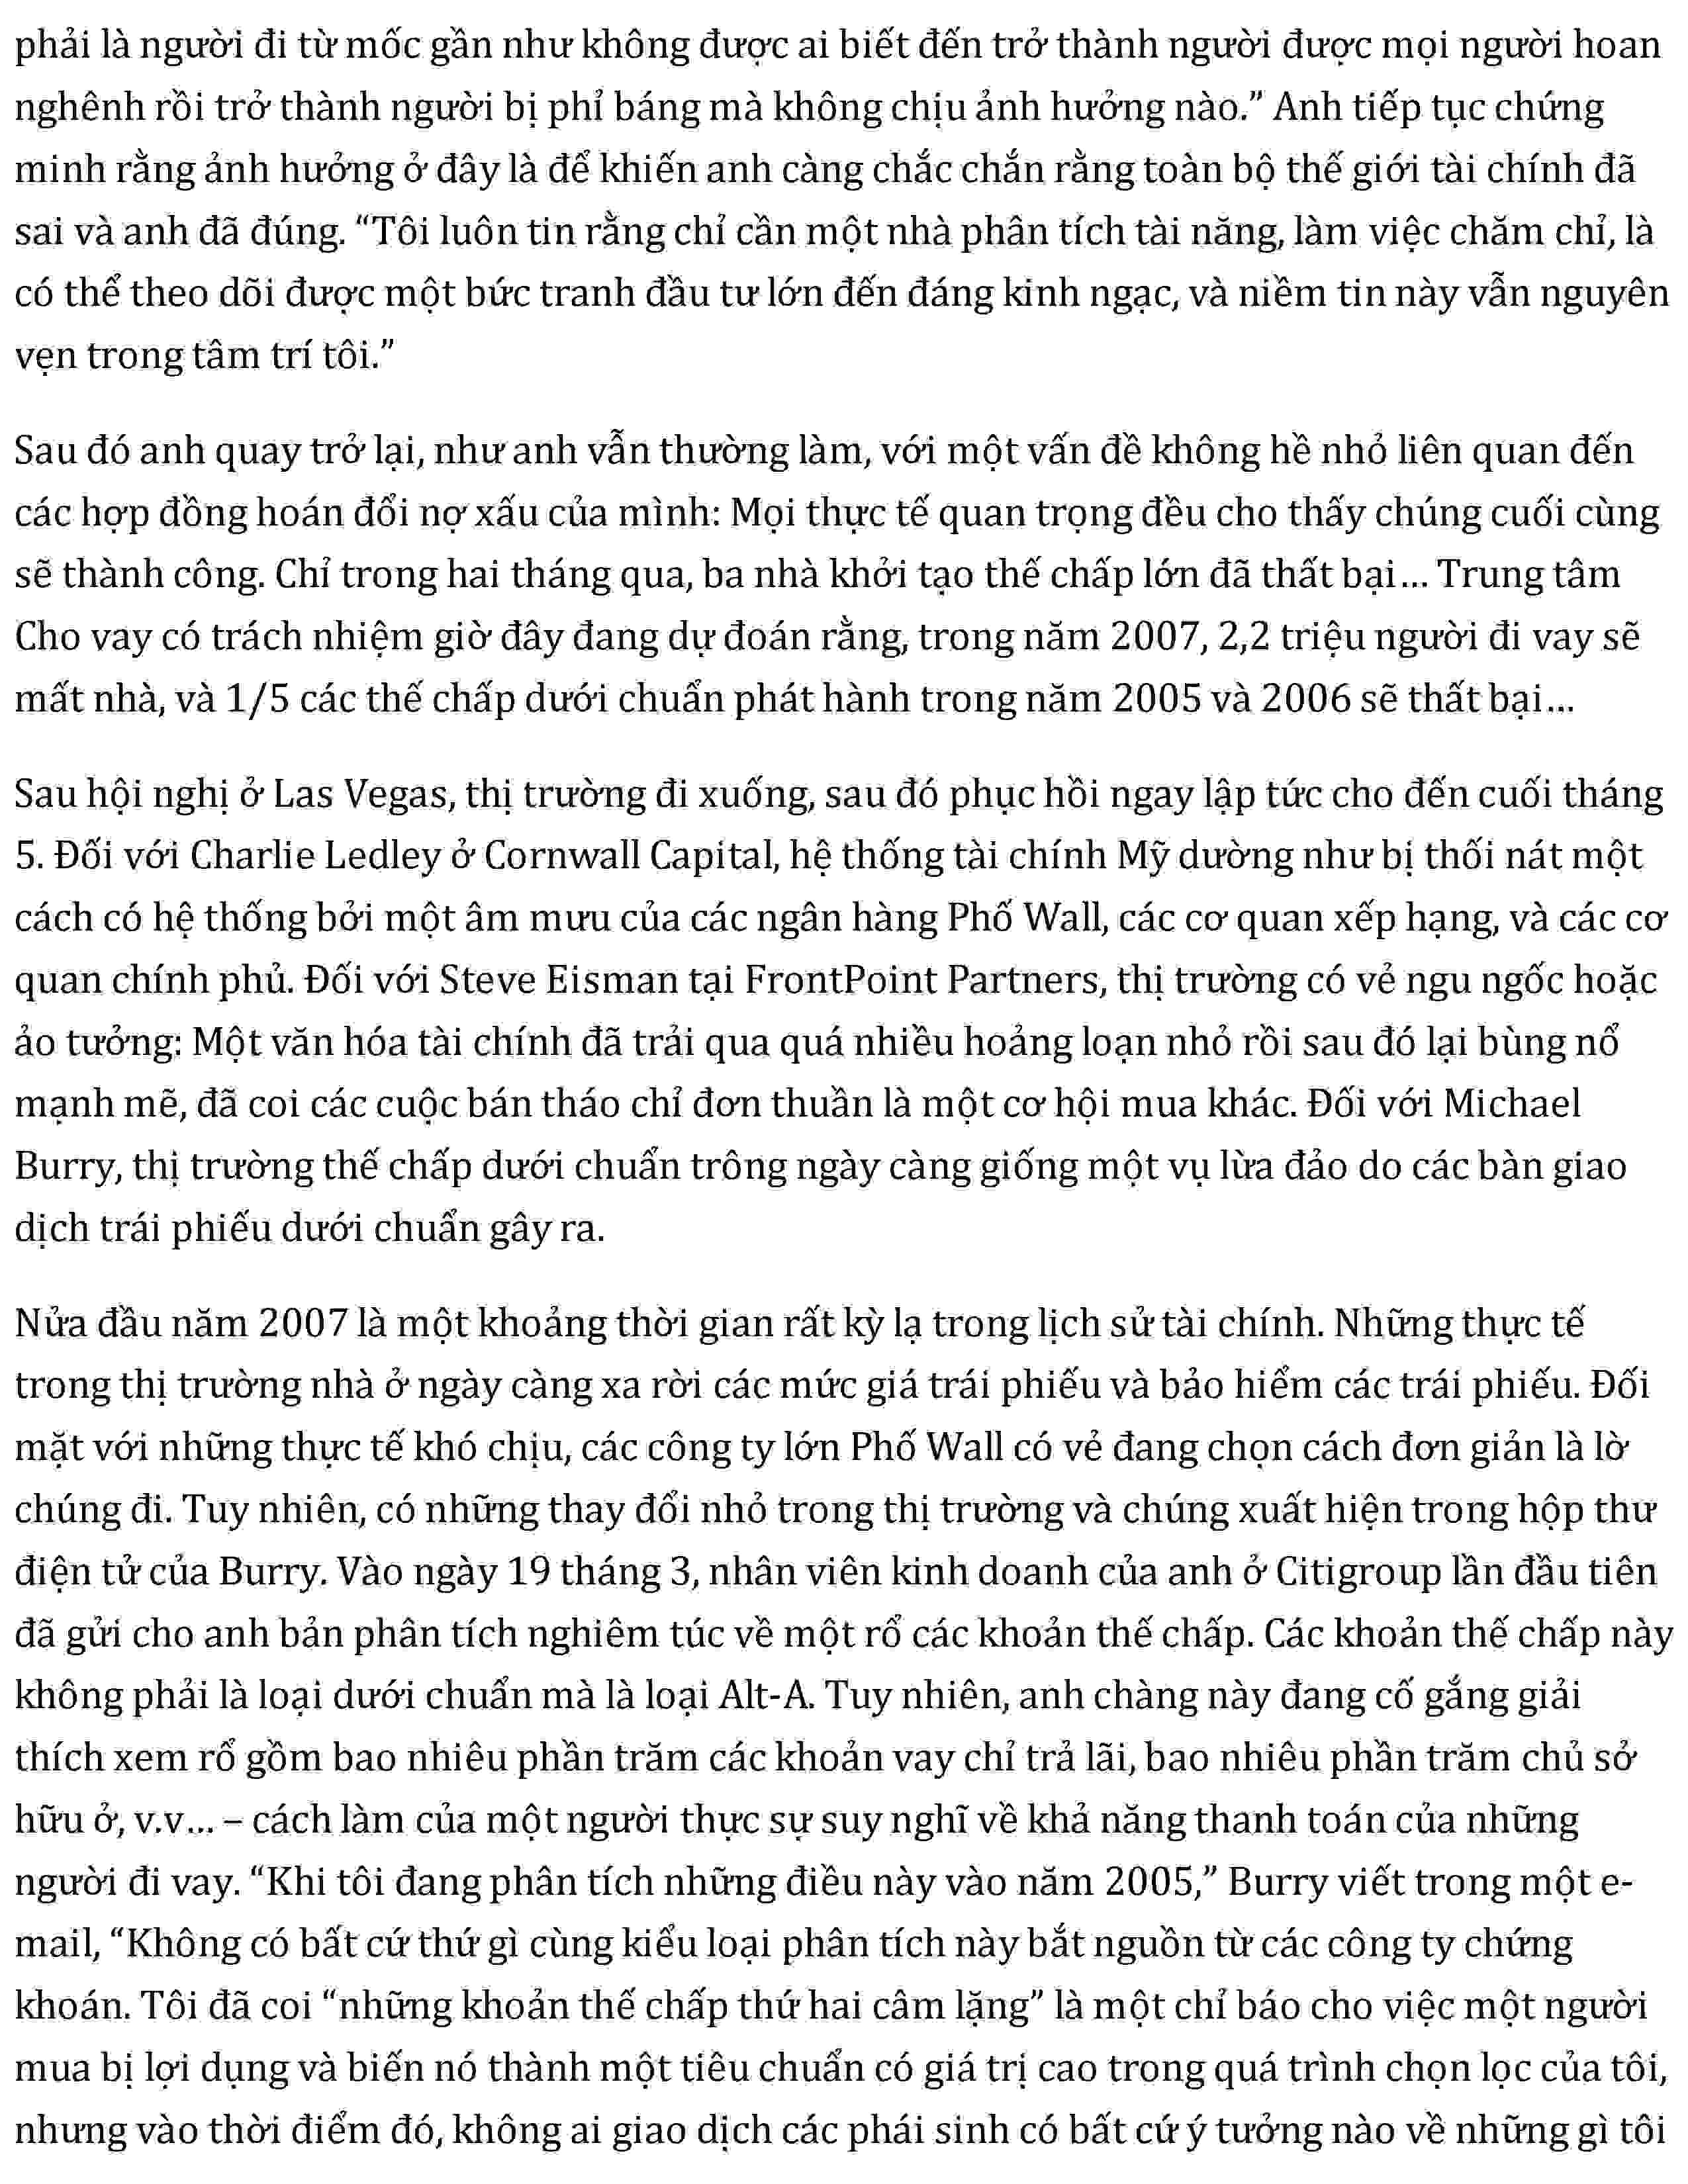 phải là người đi từ mốc gần như không được ai biết đến trở thành người được mọi người hoan
nghênh rồi trở thành người bị phỉ báng mà không chịu ảnh hưởng nào.” Anh tiếp tục chứng
minh rằng ảnh hưởng ở đây là để khiến anh càng chắc chắn rằng toàn bộ thế giới tài chính đã
sai và anh đã đúng. “Tôi luôn tin rằng chỉ cần một nhà phân tích tài năng, làm việc chăm chỉ, là
có thể theo dõi được một bức tranh đầu tư lớn đến đáng kinh ngạc, và niềm tin này vẫn nguyên
vẹn trong tâm trí tôi.”
Sau đó anh quay trở lại, như anh vẫn thường làm, với một vấn đề không hề nhỏ liên quan đến
các hợp đồng hoán đổi nợ xấu của mình: Mọi thực tế quan trọng đều cho thấy chúng cuối cùng
sẽ thành công. Chỉ trong hai tháng qua, ba nhà khởi tạo thế chấp lớn đã thất bại... Trung tâm
Cho vay có trách nhiệm giờ đây đang dự đoán rằng, trong năm 2007, 2,2 triệu người đi vay sẽ
mất nhà, và 1/5 các thế chấp dưới chuẩn phát hành trong năm 2005 và 2006 sẽ thất bại...
Sau hội nghị ở Las Vegas, thị trường đi xuống, sau đó phục hồi ngay lập tức cho đến cuối tháng
5. Đối với Charlie Ledley ở Cornwall Capital, hệ thống tài chính Mỹ dường như bị thối nát một
cách có hệ thống bởi một âm mưu của các ngân hàng Phố Wall, các cơ quan xếp hạng, và các cơ
quan chính phủ. Đối với Steve Eisman tại FrontPoint Partners, thị trường có vẻ ngu ngốc hoặc
ảo tưởng: Một văn hóa tài chính đã trải qua quá nhiều hoảng loạn nhỏ rồi sau đó lại bùng nổ
mạnh mẽ, đã coi các cuộc bán tháo chỉ đơn thuần là một cơ hội mua khác. Đối với Michael
Burry, thị trường thế chấp dưới chuẩn trông ngày càng giống một vụ lừa đảo do các bàn giao
dịch trái phiếu dưới chuẩn gây ra.
Nửa đầu năm 2007 là một khoảng thời gian rất kỳ lạ trong lịch sử tài chính. Những thực tế
trong thị trường nhà ở ngày càng xa rời các mức giá trái phiếu và bảo hiểm các trái phiếu. Đối
mặt với những thực tế khó chịu, các công ty lớn Phố Wall có vẻ đang chọn cách đơn giản là lờ
chúng đi. Tuy nhiên, có những thay đổi nhỏ trong thị trường và chúng xuất hiện trong hộp thư
điện tử của Burry. Vào ngày 19 tháng 3, nhân viên kinh doanh của anh ở Citigroup lần đầu tiên
đã gửi cho anh bản phân tích nghiêm túc về một rổ các khoản thế chấp. Các khoản thế chấp này
không phải là loại dưới chuẩn mà là loại Alt-A. Tuy nhiên, anh chàng này đang cố gắng giải
thích xem rổ gồm bao nhiêu phần trăm các khoản vay chỉ trả lãi, bao nhiêu phần trăm chủ sở
hữu ở, v.v... – cách làm của một người thực sự suy nghĩ về khả năng thanh toán của những
người đi vay. “Khi tôi đang phân tích những điều này vào năm 2005,” Burry viết trong một e-
mail, “Không có bất cứ thứ gì cùng kiểu loại phân tích này bắt nguồn từ các công ty chứng
khoán. Tôi đã coi “những khoản thế chấp thứ hai câm lặng” là một chỉ báo cho việc một người
mua bị lợi dụng và biến nó thành một tiêu chuẩn có giá trị cao trong quá trình chọn lọc của tôi,
nhưng vào thời điểm đó, không ai giao dịch các phái sinh có bất cứ ý tưởng nào về những gì tôi